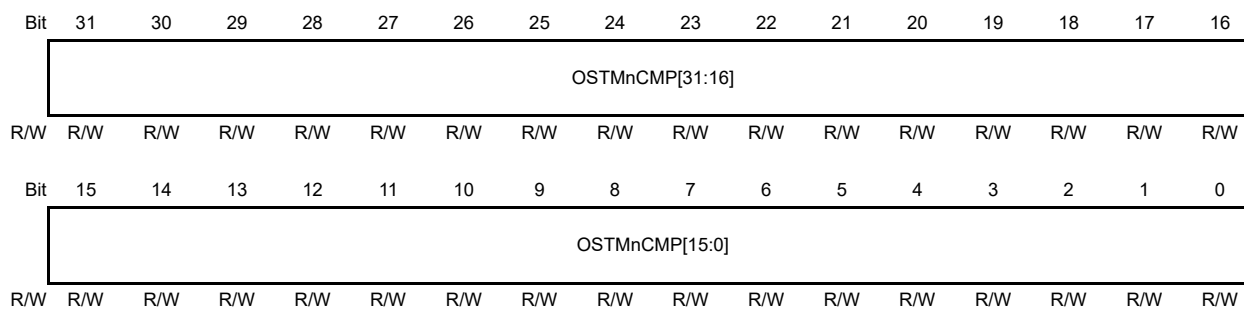 Bit 31 30 29 28 27 26 25 24 23 22 21 20 19 18 17 16
OSTMnCMP[31:16]
R/W R/W R/W R/W R/W R/W R/W R/W R/W R/W R/W R/W R/W R/W R/W R/W R/W
Bit 15 14 13 12 11 10 9 8 7 6 5 4 3 2 1 0
OSTMnCMP[15:0]
R/W R/W R/W R/W R/W R/W R/W R/W R/W R/W R/W R/W R/W R/W R/W R/W R/W